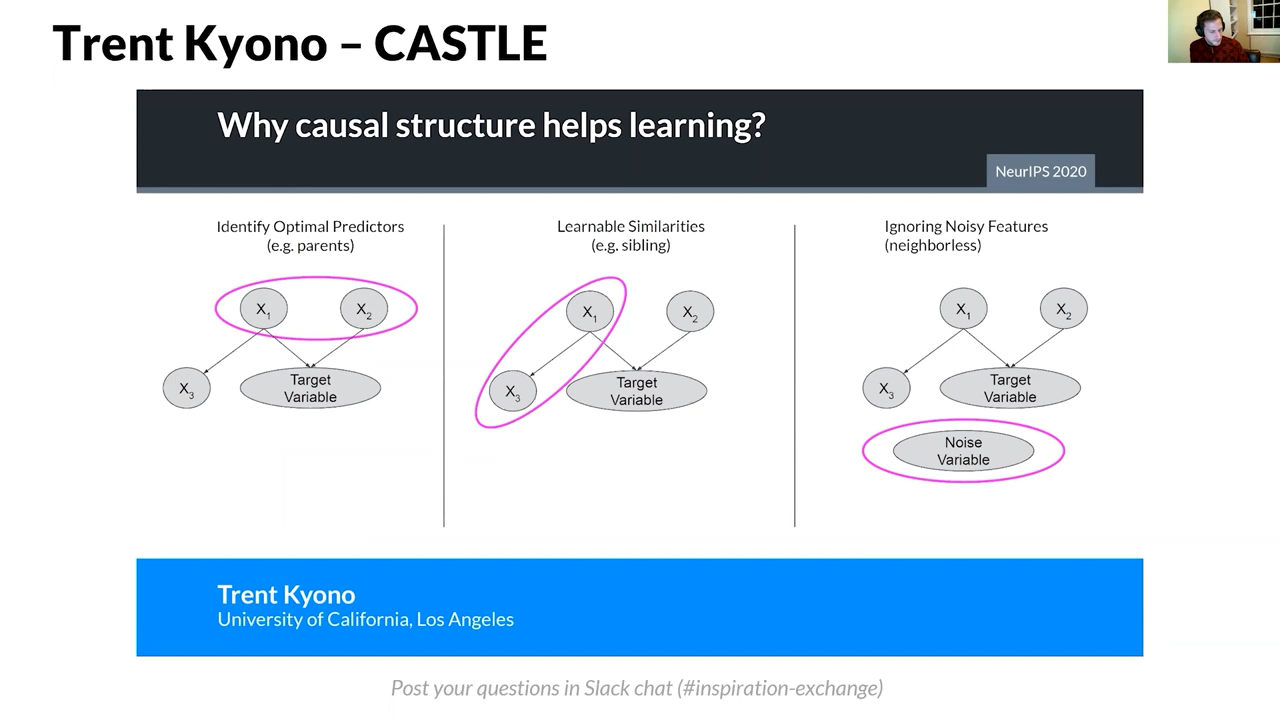 Trent Kyono – CASTLE
Why causal structure helps learning?
NeurIPS 2020
Identify Optimal Predictors
(e.g. parents)
X1
X2
X3
Target
Variable
Learnable Similarities
(e.g. sibling)
X1
X2
X3
Target
Variable
Ignoring Noisy Features
(neighborless)
X1
X2
X3
Target
Variable
Noise
Variable
Trent Kyono
University of California, Los Angeles
Post your questions in Slack chat (#inspiration-exchange)